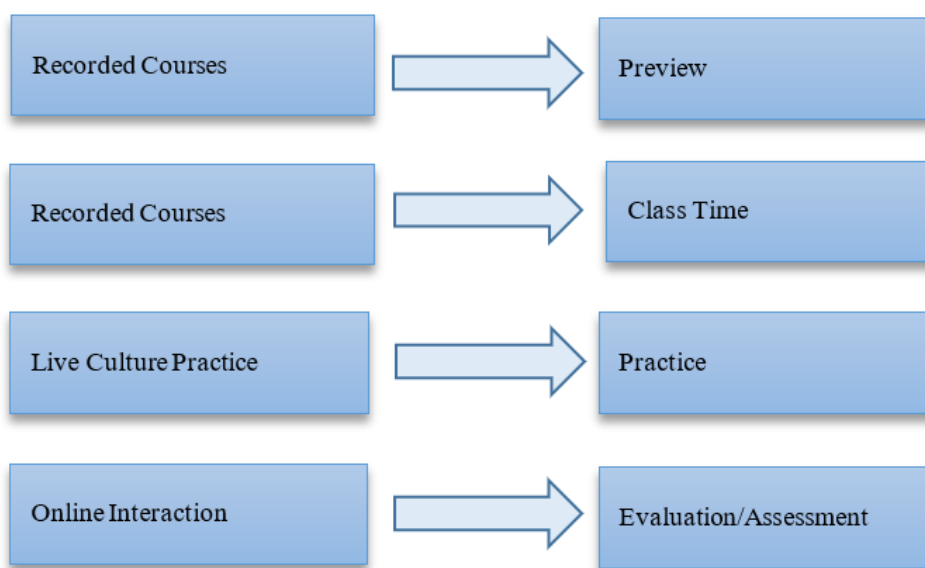 Recorded Courses
Preview
Recorded Courses
Class Time
Live Culture Practice
Practice
Online Interaction
Evaluation/Assessment